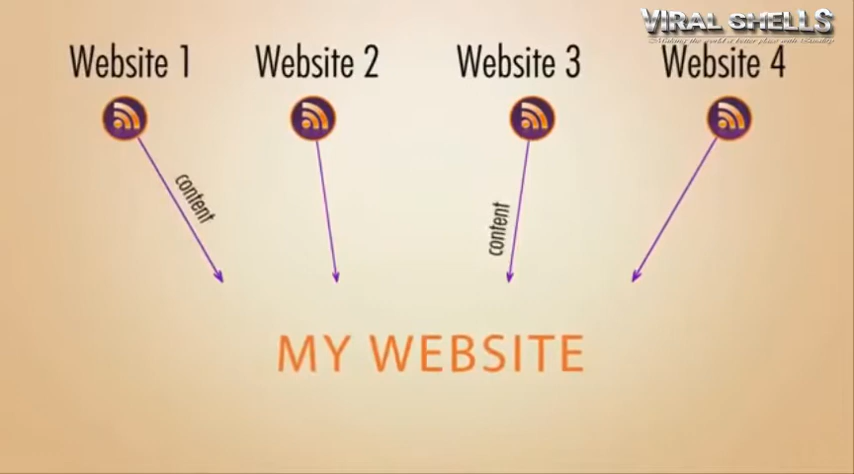 VIRAL SHELLS
Website 1
Website 2
Website 3
Website 4
content
content
MY WEBSITE